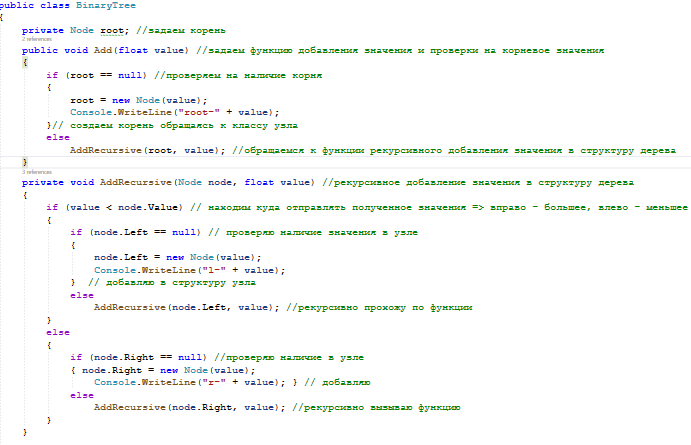 public class BinaryTree
{
private Node root; //задаем корень
2 references
public void Add(float value) //задаем функцию добавления значения и проверки на корневое значения
{
if (root == null) //проверяем на наличие корня
{
root = new Node(value);
Console.WriteLine("root-" + value);
}// создаем корень обращаясь к классу узла
else
AddRecursive(root, value); //обращаемся к функции рекурсивного добавления значения в структуру дерева
}
3 references
private void AddRecursive(Node node, float value) //рекурсивное добавление значения в структуру дерева
{
if (value < node.Value) // находим куда отправлять полученное значения => вправо - большее, влево - меньшее
{
if (node.Left == null) // проверяю наличие значения в узле
{
node.Left = new Node(value);
Console.WriteLine("l-" + value);
} // добавляю в структуру узла
else
AddRecursive(node.Left, value); //рекурсивно прохожу по функции
}
else
{
if (node.Right == null) //проверяю наличие в узле
{ node.Right = new Node(value);
Console.WriteLine("r-" + value); } // добавляю
else
AddRecursive(node.Right, value); //рекурсивно вызываю функцию
}
}